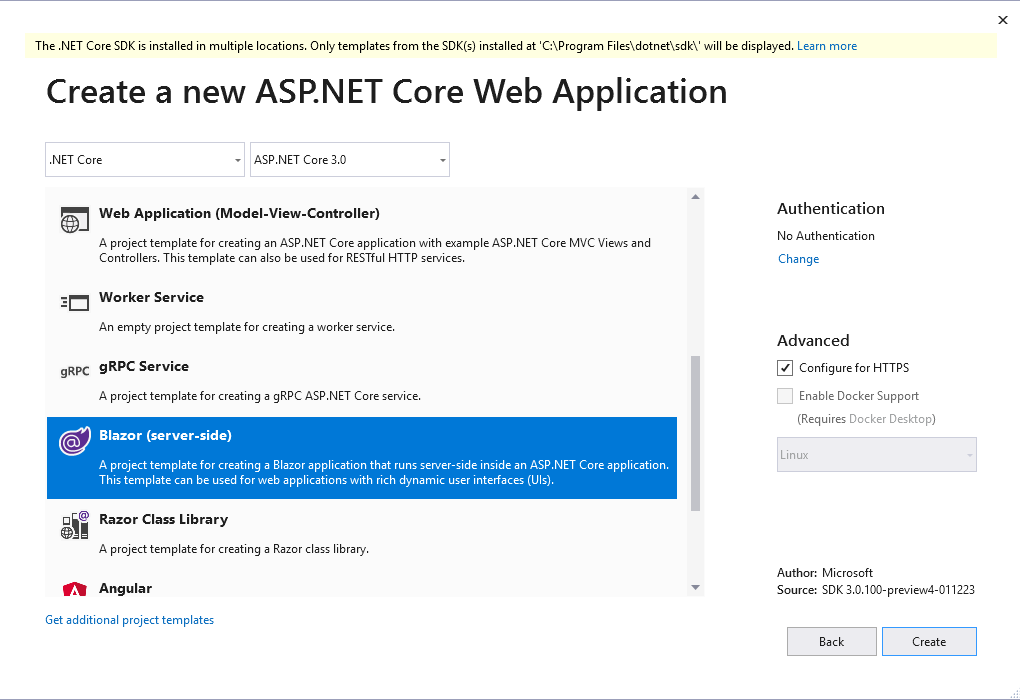 The .NET Core SDK is installed in multiple locations. Only templates from the SDK(s) installed at 'C:\Program Files\dotnet\sdk\' will be displayed. Learn more
Create a new ASP.NET Core Web Application
.NET Core
ASP.NET Core 3.0
Web Application (Model-View-Controller)
A project template for creating an ASP.NET Core application with example ASP.NET Core MVC Views and
Controllers. This template can also be used for RESTful HTTP services.
Worker Service
An empty project template for creating a worker service.
gRPC
gRPC Service
A project template for creating a gRPC ASP.NET Core service.
Blazor (server-side)
A project template for creating a Blazor application that runs server-side inside an ASP.NET Core application.
This template can be used for web applications with rich dynamic user interfaces (UIs).
Razor Class Library
A project template for creating a Razor class library.
Angular
Get additional project templates
Authentication
No Authentication
Change
Advanced
Configure for HTTPS
Enable Docker Support
(Requires Docker Desktop)
Linux
Author: Microsoft
Source: SDK 3.0.100-preview4-011223
Back
Create